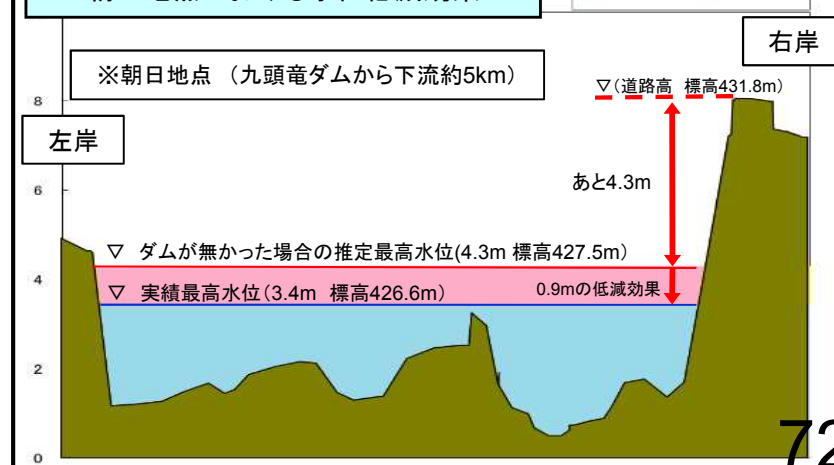 右岸
※朝日地点 （九頭竜ダムから下流約5km）
▽(道路高 標高431.8m)
8
左岸
あと4.3m
6
▽ ダムが無かった場合の推定最高水位(4.3m 標高427.5m)
4
▽ 実績最高水位(3.4m 標高426.6m)
0.9mの低減効果
2
0
72